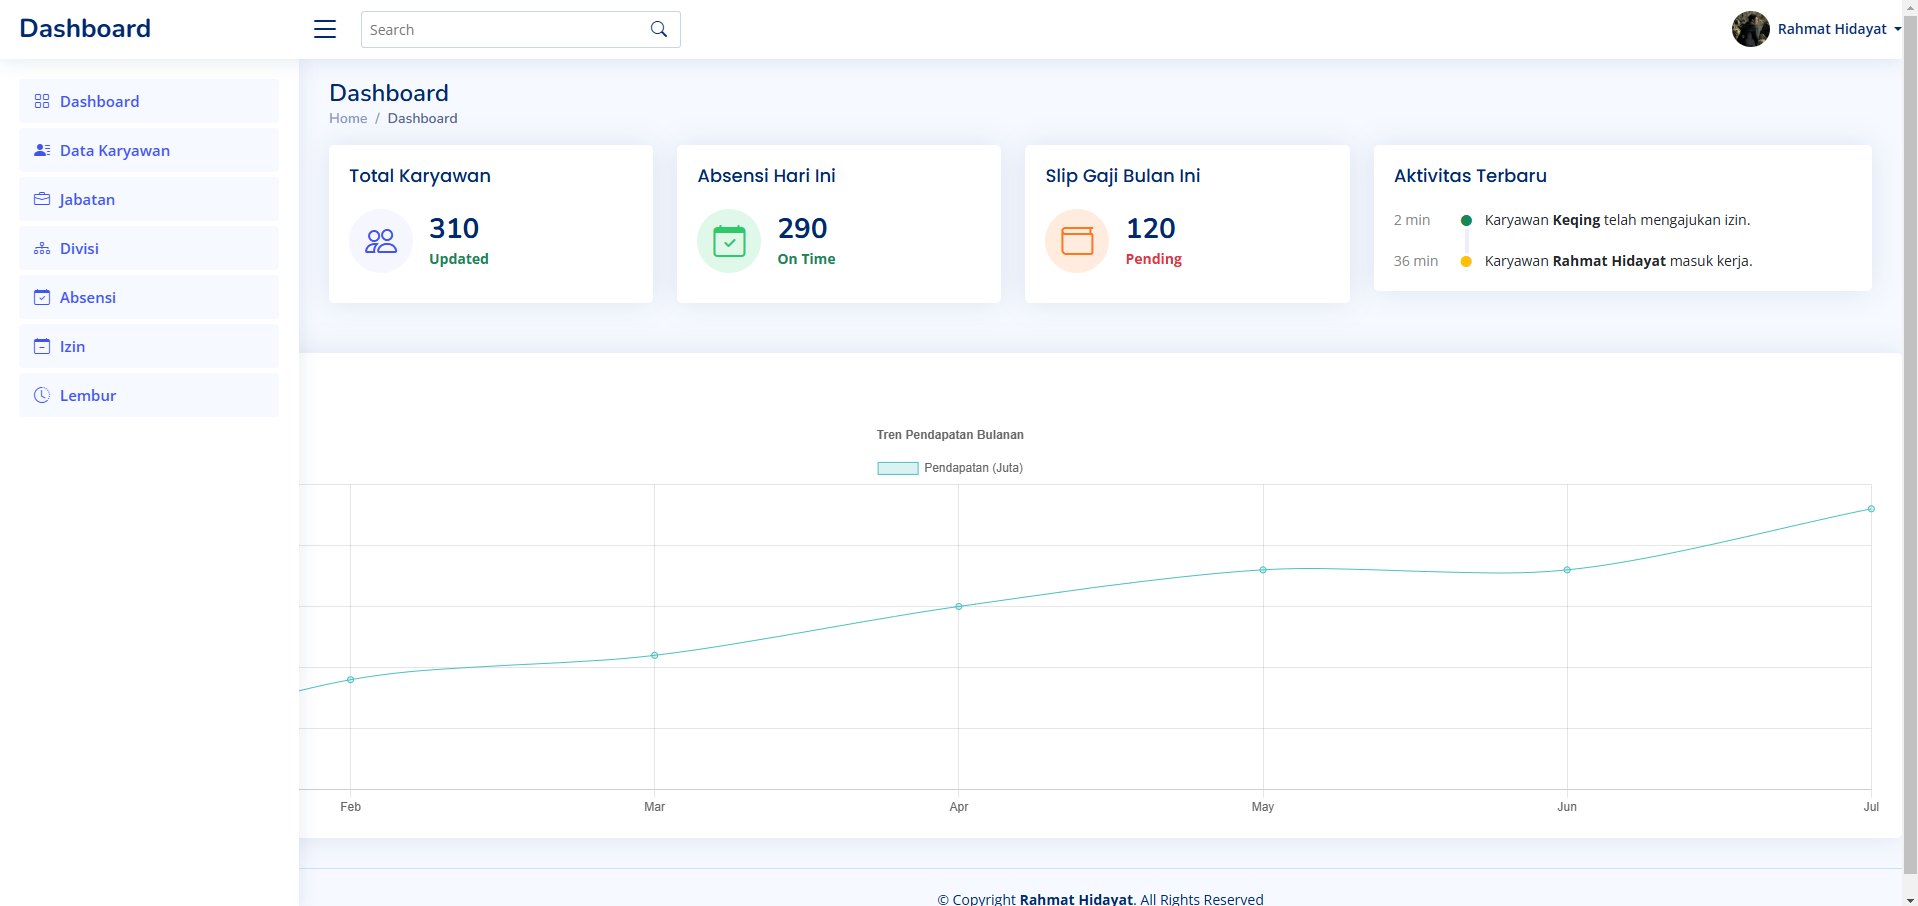 Dashboard
Search
Rahmat Hidayat
Dashboard
Data Karyawan
Jabatan
Divisi
Absensi
Izin
Lembur
Dashboard
Home / Dashboard
Total Karyawan
310
Updated
Absensi Hari Ini
290
On Time
Slip Gaji Bulan Ini
120
Pending
Aktivitas Terbaru
2 min Karyawan Keqing telah mengajukan izin.
36 min Karyawan Rahmat Hidayat masuk kerja.
Tren Pendapatan Bulanan
Pendapatan (Juta)
Feb Mar Apr May Jun Jul
© Copyright Rahmat Hidayat. All Rights Reserved